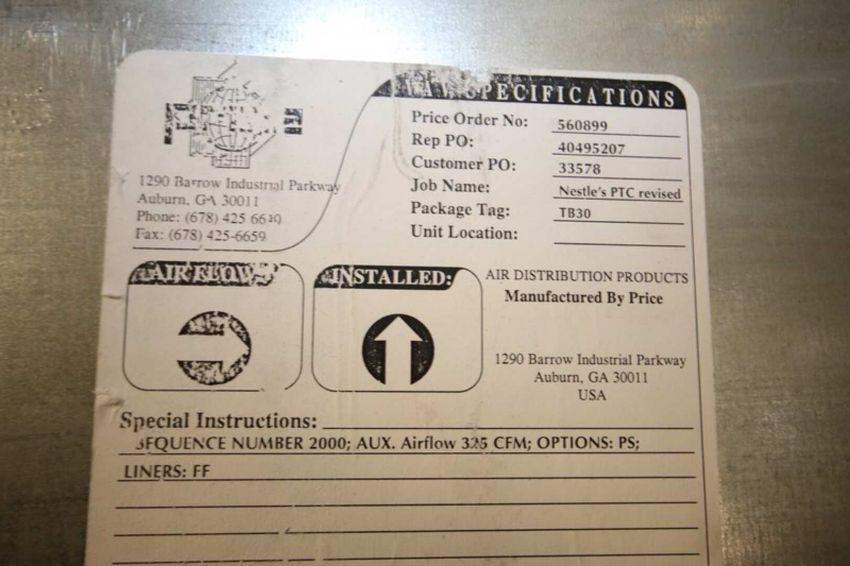 SPECIFICATIONS
Price Order No: 560899
Rep PO: 40495207
Customer PO: 33578
Job Name: Nestle's PTC revised
Package Tag: TB30
Unit Location:
1290 Barrow Industrial Parkway
Auburn, GA 30011
Phone: (678) 425
Fax: (678) 425-6659
AIR FLOW
INSTALLED:
AIR DISTRIBUTION PRODUCTS
Manufactured By Price
1290 Barrow Industrial Parkway
Auburn, GA 30011
USA
Special Instructions:
SEQUENCE NUMBER 2000; AUX. Airflow 325 CFM; OPTIONS: PS;
LINERS: FF